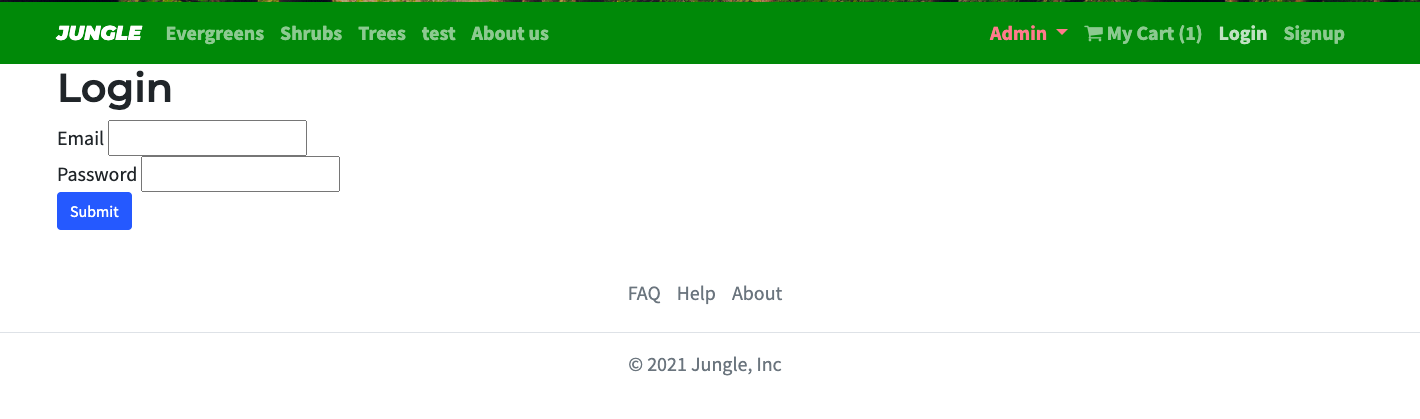 JUNGLE Evergreens Shrubs Trees test About us Admin My Cart (1) Login Signup
Login
Email
Password
Submit
FAQ Help About
© 2021 Jungle, Inc